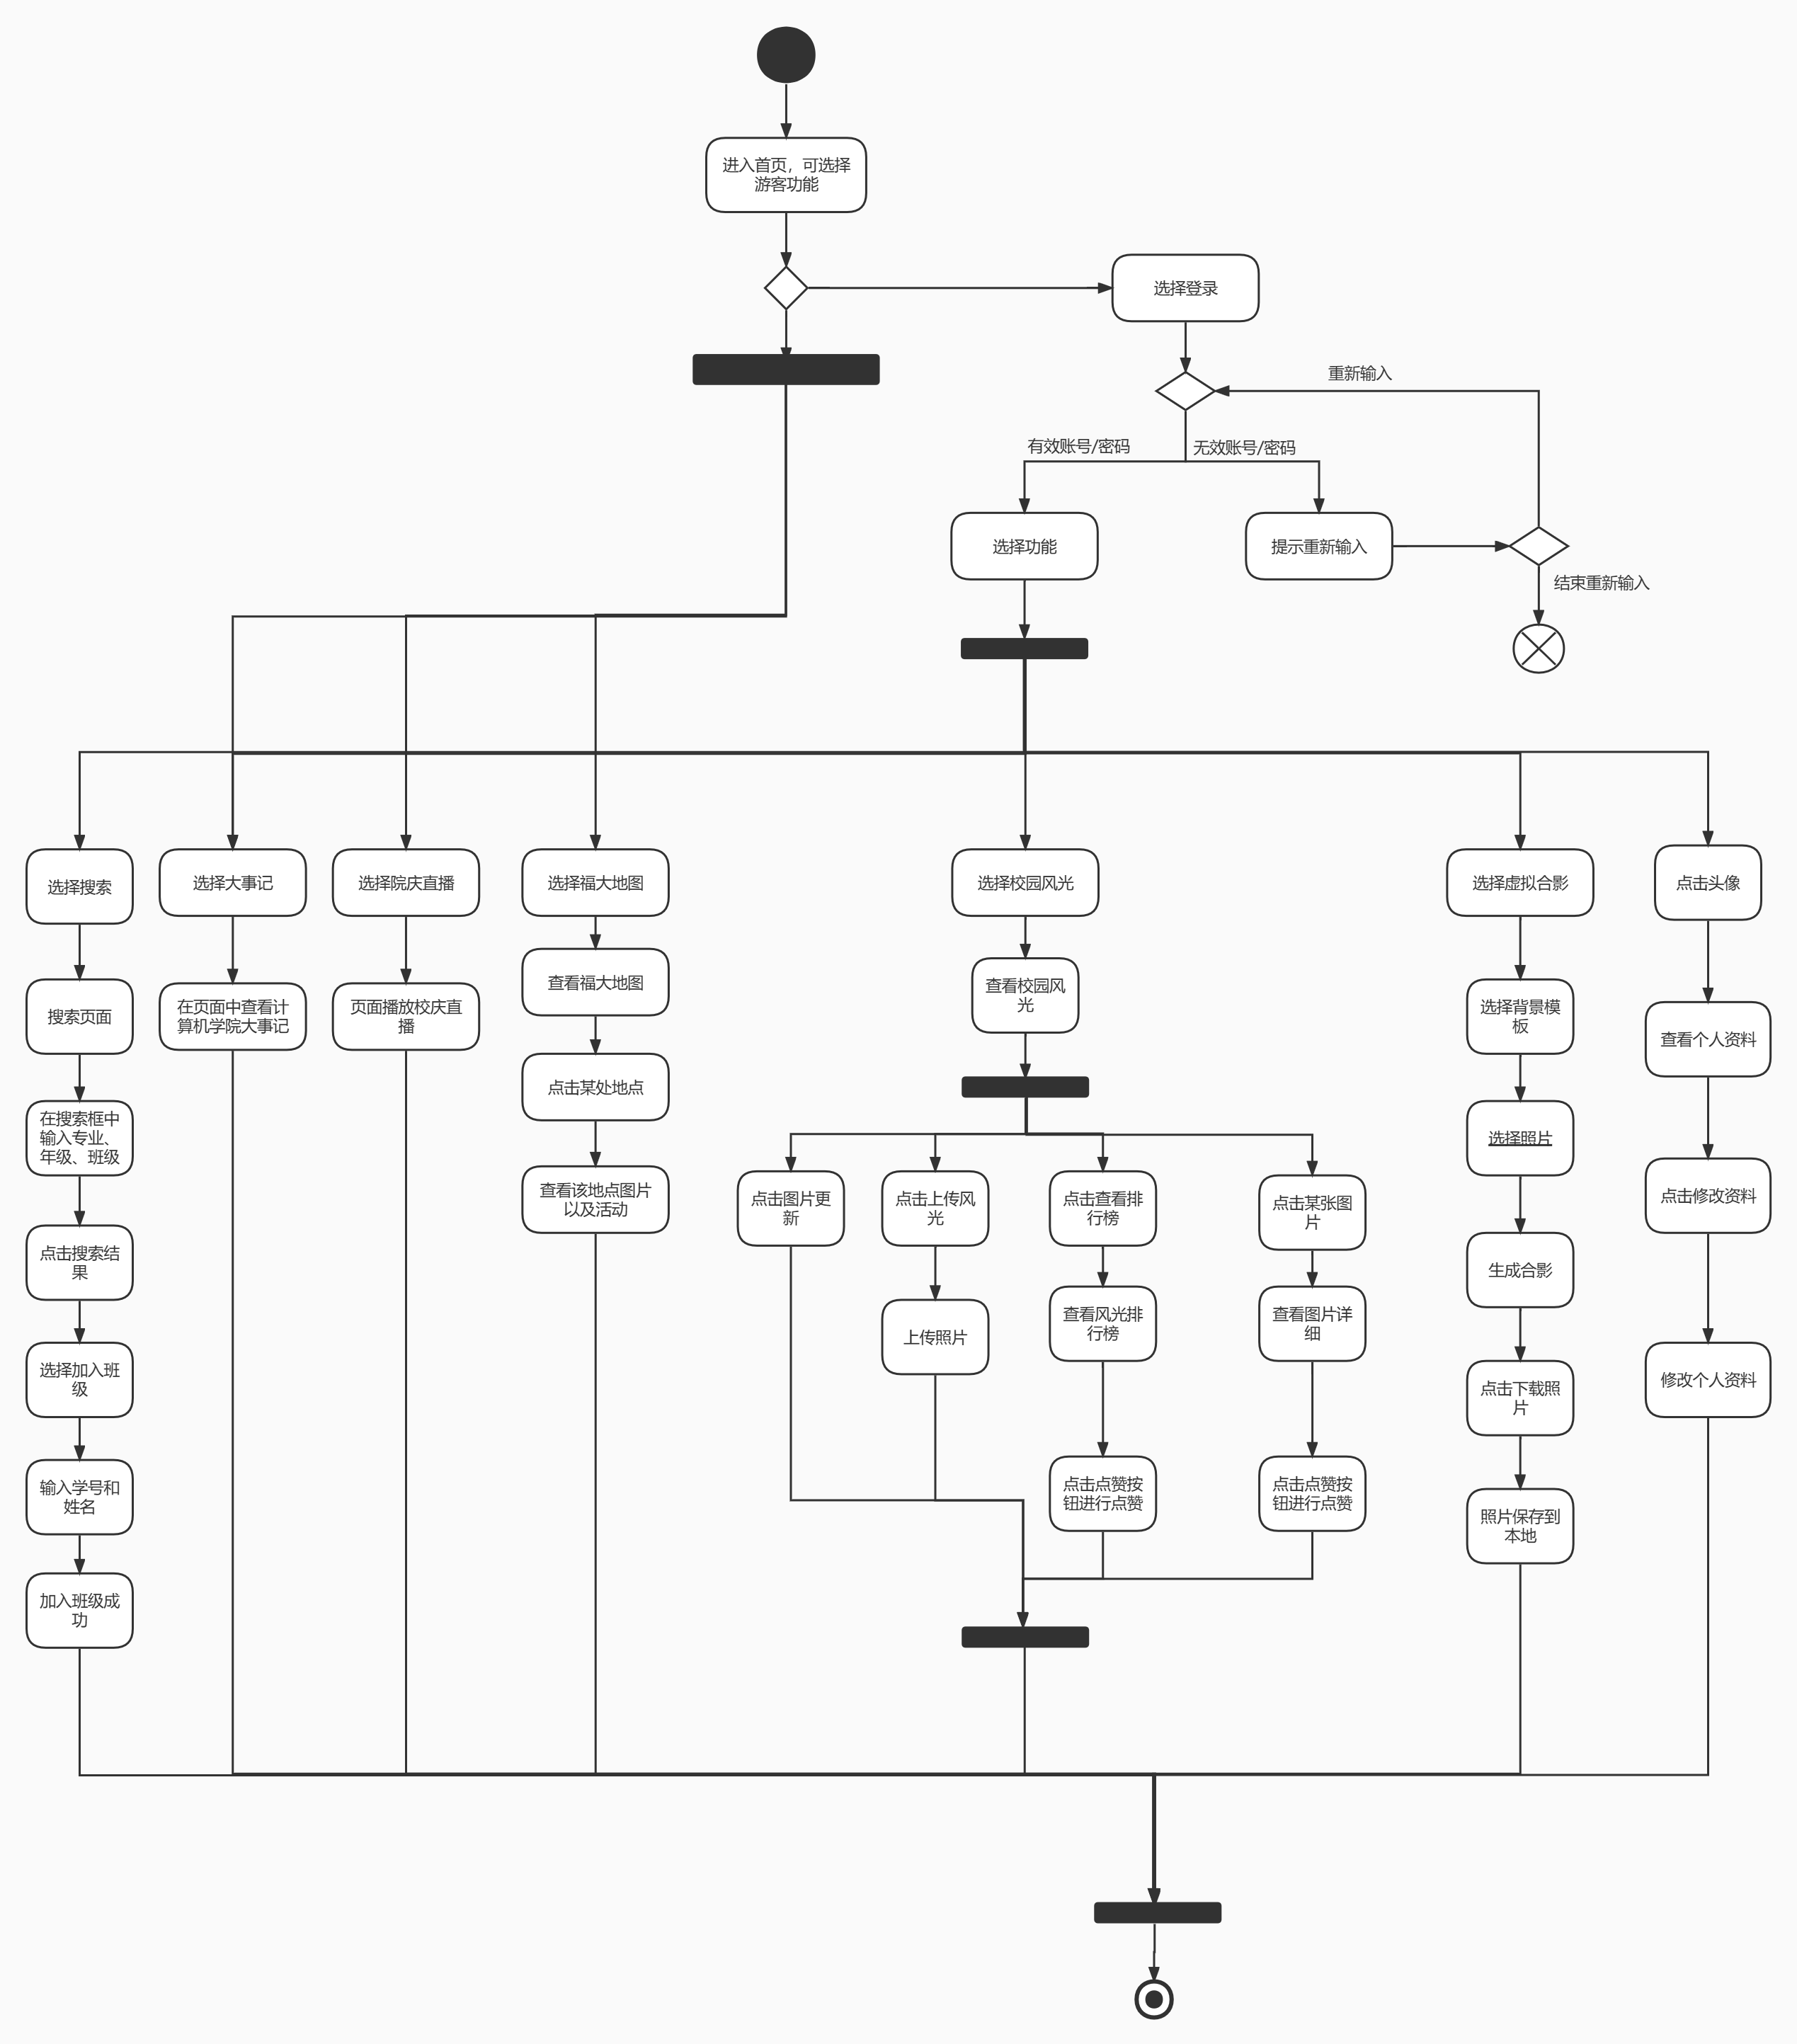 进入首页，可选择
游客功能
选择登录
重新输入
有效账号/密码
无效账号/密码
选择功能
提示重新输入
结束重新输入
选择搜索
选择大事记
选择院庆直播
选择福大地图
选择校园风光
选择虚拟合影
点击头像
搜索页面
在页面中查看计
算机学院大事记
页面播放校庆直
播
查看福大地图
查看校园风
光
选择背景模
板
查看个人资料
点击某处地点
在搜索框中
输入专业、
年级、班级
选择照片
查看该地点图片
以及活动
点击图片更
新
点击上传风
光
点击查看排
行榜
点击某张图
片
点击修改资料
点击搜索结
果
生成合影
上传照片
查看风光排
行榜
查看图片详
细
选择加入班
级
点击下载照
片
修改个人资料
输入学号和
姓名
点击点赞按
钮进行点赞
点击点赞按
钮进行点赞
照片保存到
本地
加入班级成
功